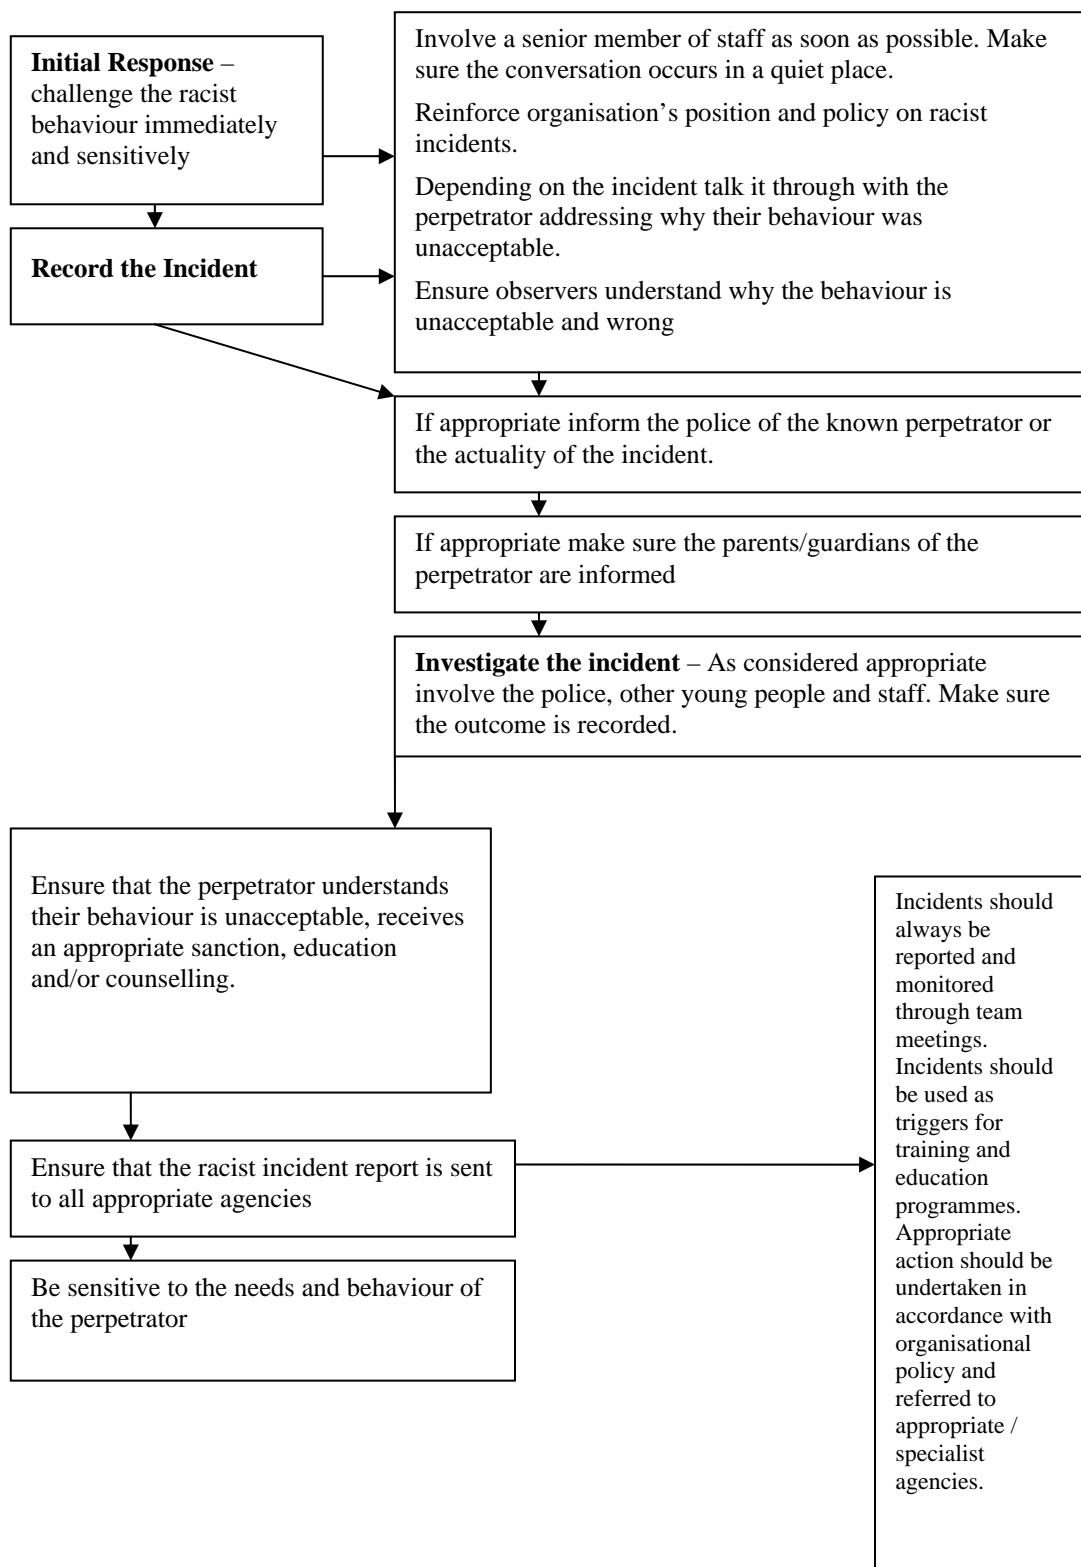 Initial Response –
challenge the racist
behaviour immediately
and sensitively
Involve a senior member of staff as soon as possible. Make
sure the conversation occurs in a quiet place.
Reinforce organisation’s position and policy on racist
incidents.
Depending on the incident talk it through with the
perpetrator addressing why their behaviour was
unacceptable.
Ensure observers understand why the behaviour is
unacceptable and wrong
Record the Incident
If appropriate inform the police of the known perpetrator or
the actuality of the incident.
If appropriate make sure the parents/guardians of the
perpetrator are informed
Investigate the incident – As considered appropriate
involve the police, other young people and staff. Make sure
the outcome is recorded.
Ensure that the perpetrator understands
their behaviour is unacceptable, receives
an appropriate sanction, education
and/or counselling.
Ensure that the racist incident report is sent
to all appropriate agencies
Be sensitive to the needs and behaviour of
the perpetrator
Incidents should
always be
reported and
monitored
through team
meetings.
Incidents should
be used as
triggers for
training and
education
programmes.
Appropriate
action should be
undertaken in
accordance with
organisational
policy and
referred to
appropriate /
specialist
agencies.